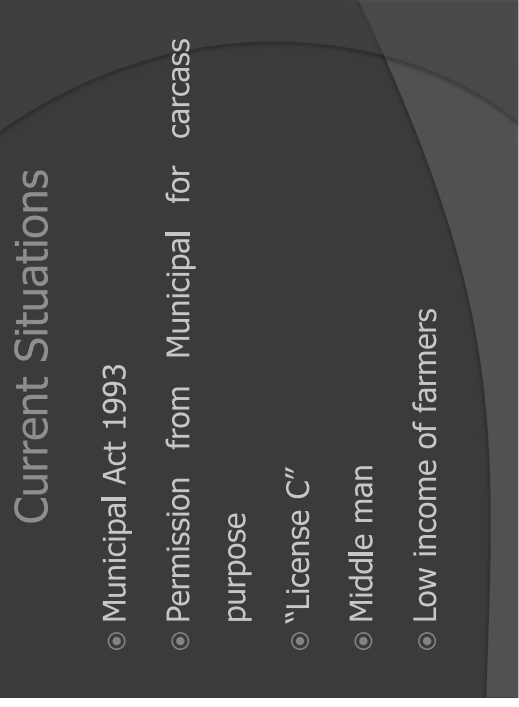 Current Situations
Municipal Act 1993
Permission from Municipal for carcass
purpose
“License C”
Middle man
Low income of farmers